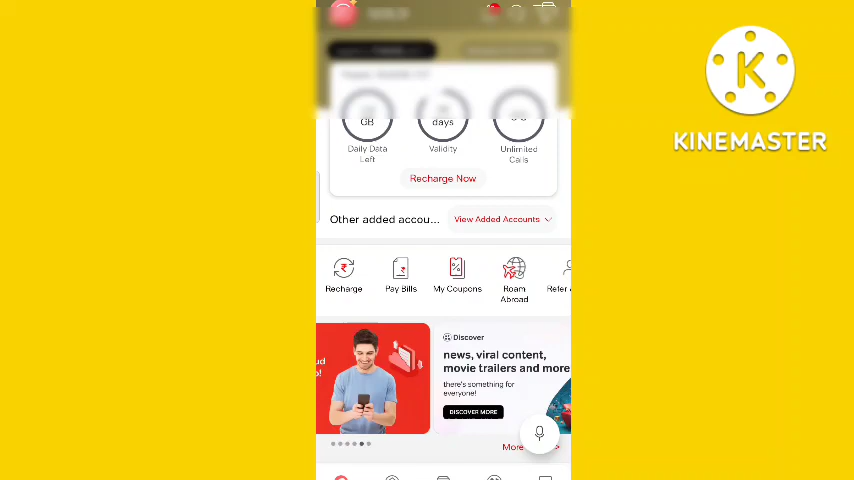 GB
days
Daily Data
Left
Validity
Unlimited
Calls
Recharge Now
Other added accou...
View Added Accounts
Recharge
Pay Bills
My Coupons
Roam
Abroad
Refer
Discover
news, viral content,
movie trailers and more
there's something for
everyone!
DISCOVER MORE
More
K
KINEMASTER